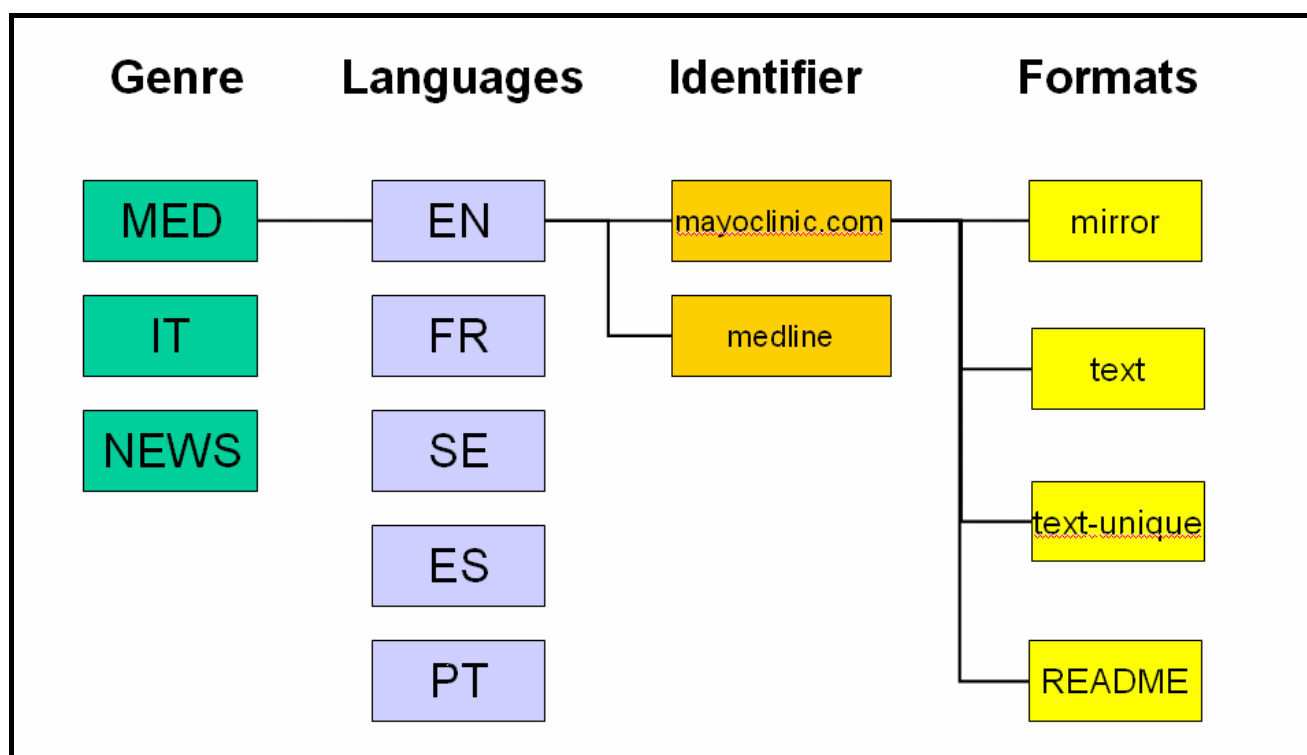 Genre Languages Identifier Formats
MED EN mayoclinic.com mirror
IT FR medline text
NEWS SE text-unique
ES
PT README